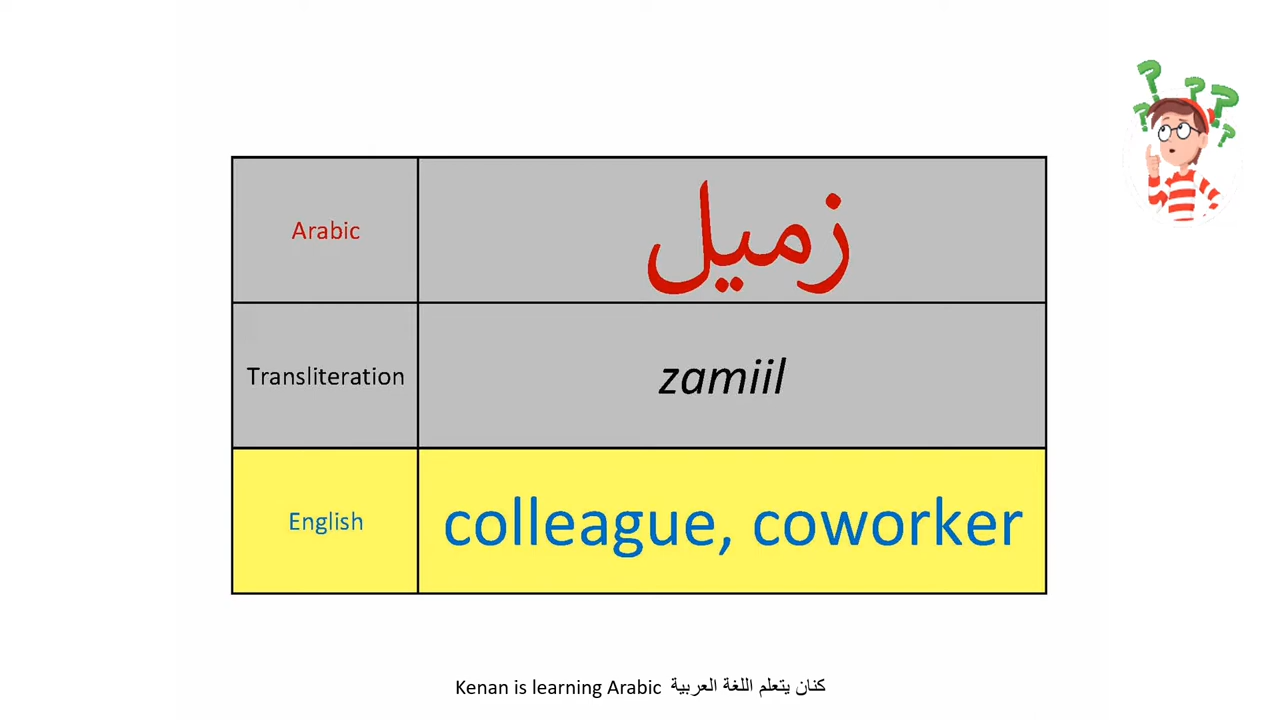 Arabic زميل
Transliteration zamiil
English colleague, coworker
Kenan is learning Arabic كنان يتعلم اللغة العربية